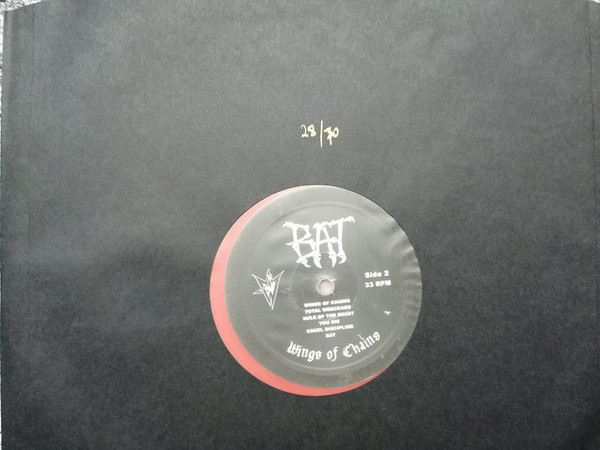 28/70
BAT
Side 2
33 RPM
WINGS OF CHAINS
TOTAL WRECKAGE
RULE OF THE BEAST
YOU DIE
CRUEL DISCIPLINE
BAT
Wings of Chains